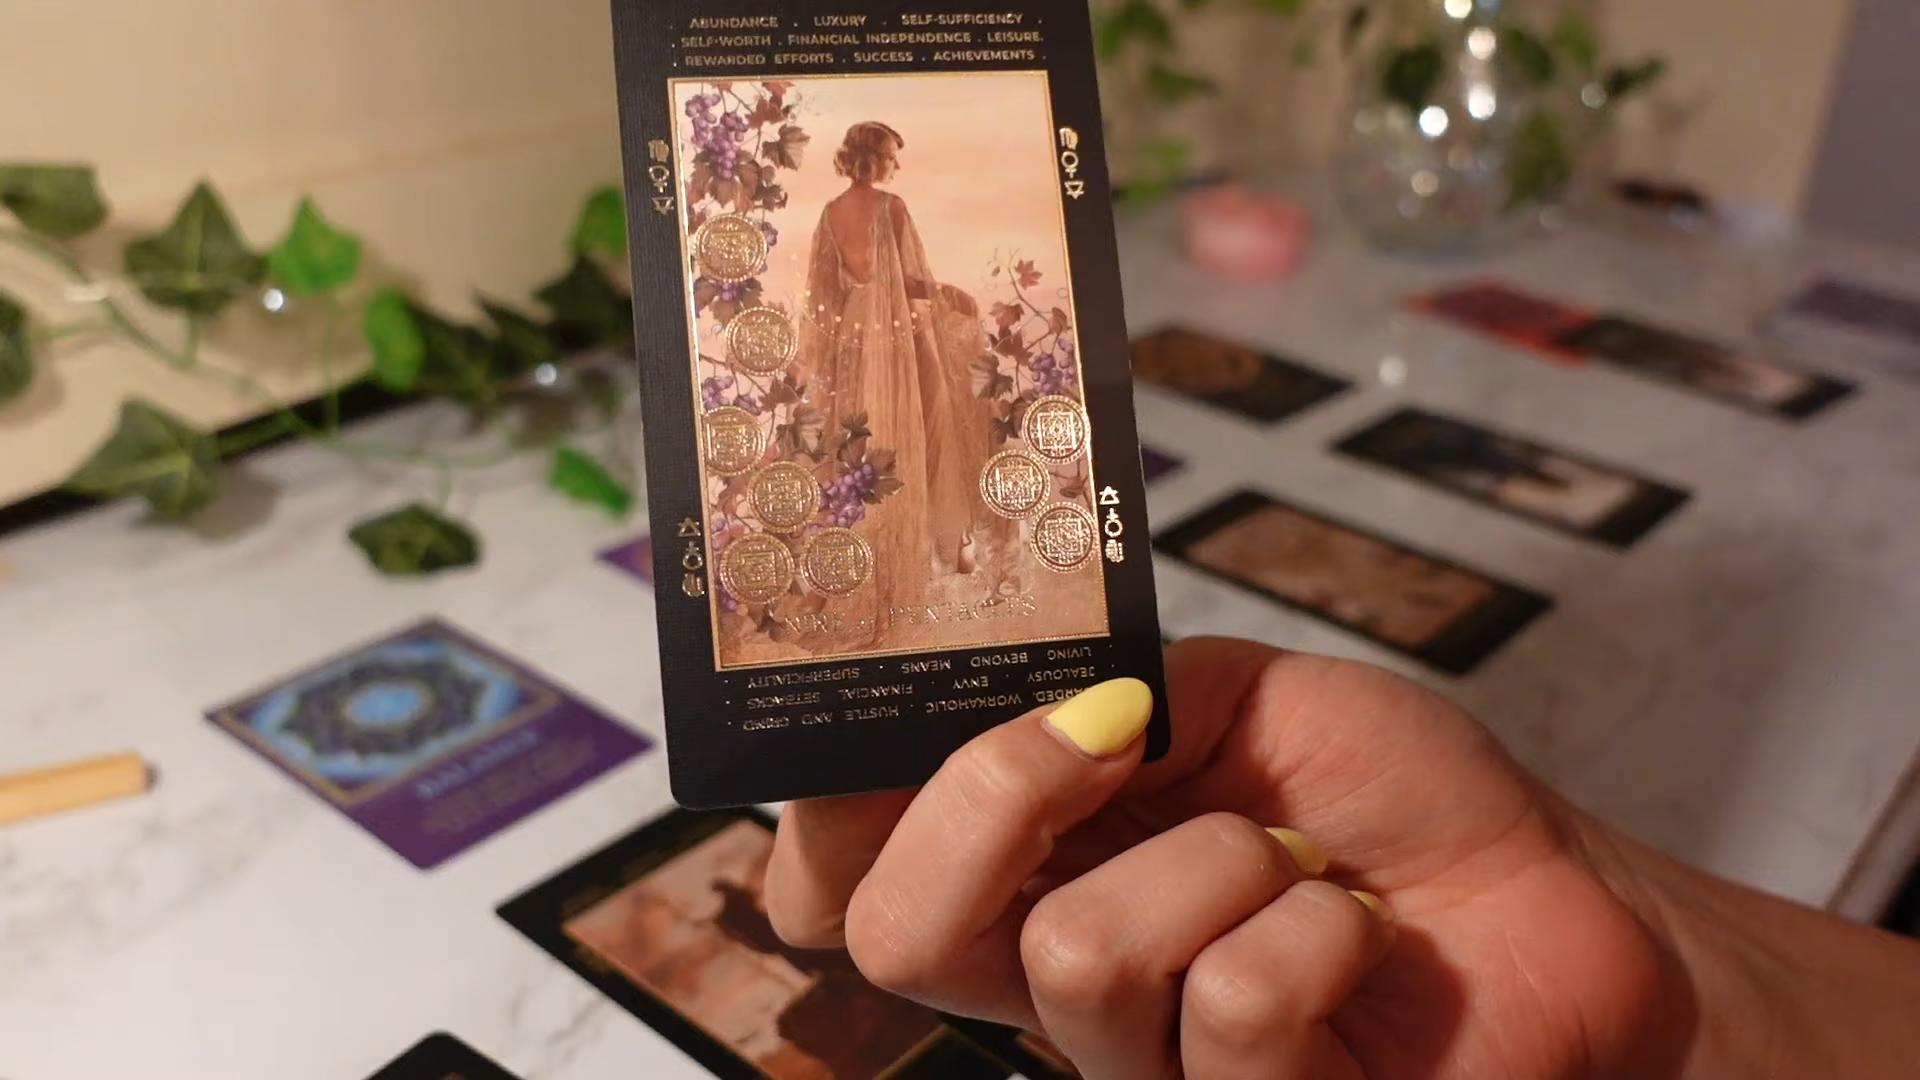 ABUNDANCE . LUXURY . SELF-SUFFICIENCY .
. SELF-WORTH . FINANCIAL INDEPENDENCE . LEISURE.
. REWARDED EFFORTS . SUCCESS . ACHIEVEMENTS .
NINE of PENTACLES
LIVING BEYOND MEANS . SUPERFICIALITY .
JEALOUSY . ENVY . FINANCIAL SETBACKS .
WORKAHOLIC . HUSTLE AND GRIND .